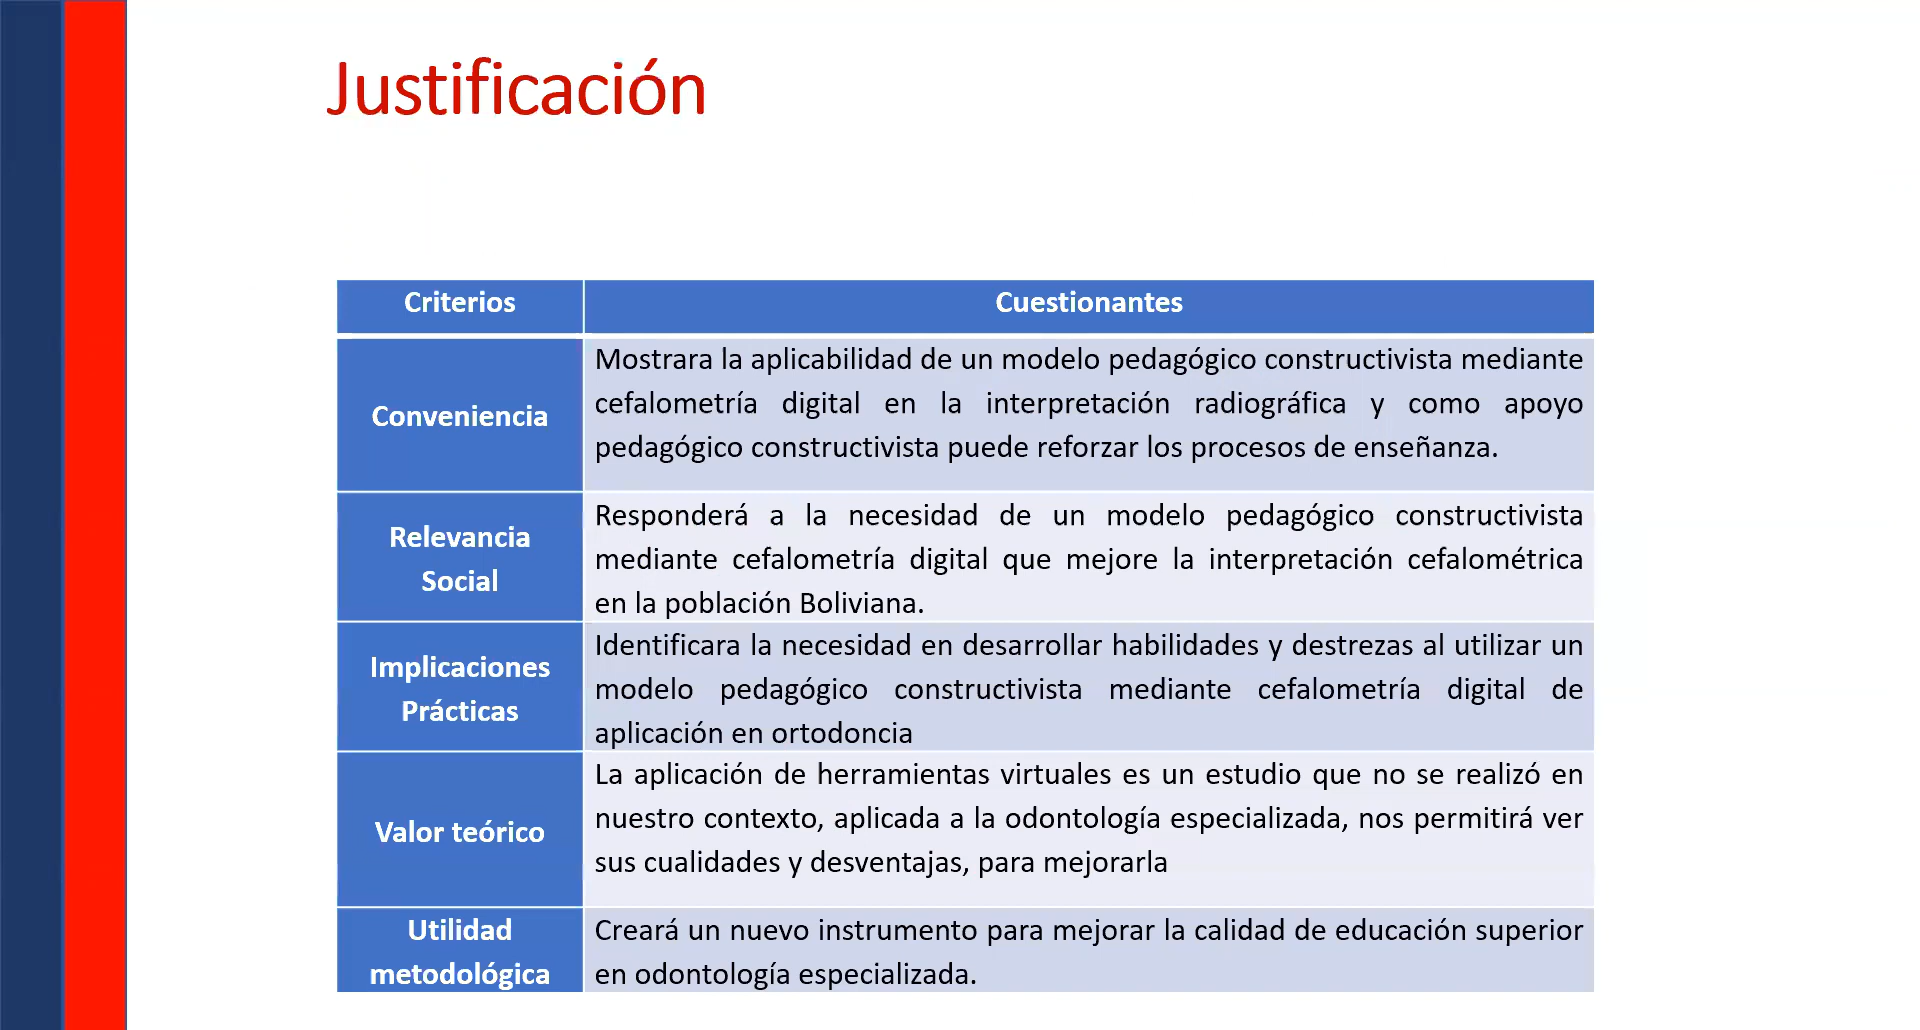 Justificación
Criterios
Cuestionantes
Conveniencia
Mostrara la aplicabilidad de un modelo pedagógico constructivista mediante
cefalometría digital en la interpretación radiográfica y como apoyo
pedagógico constructivista puede reforzar los procesos de enseñanza.
Relevancia
Social
Responderá a la necesidad de un modelo pedagógico constructivista
mediante cefalometría digital que mejore la interpretación cefalométrica
en la población Boliviana.
Implicaciones
Prácticas
Identificara la necesidad en desarrollar habilidades y destrezas al utilizar un
modelo pedagógico constructivista mediante cefalometría digital de
aplicación en ortodoncia
Valor teórico
La aplicación de herramientas virtuales es un estudio que no se realizó en
nuestro contexto, aplicada a la odontología especializada, nos permitirá ver
sus cualidades y desventajas, para mejorarla
Utilidad
metodológica
Creará un nuevo instrumento para mejorar la calidad de educación superior
en odontología especializada.